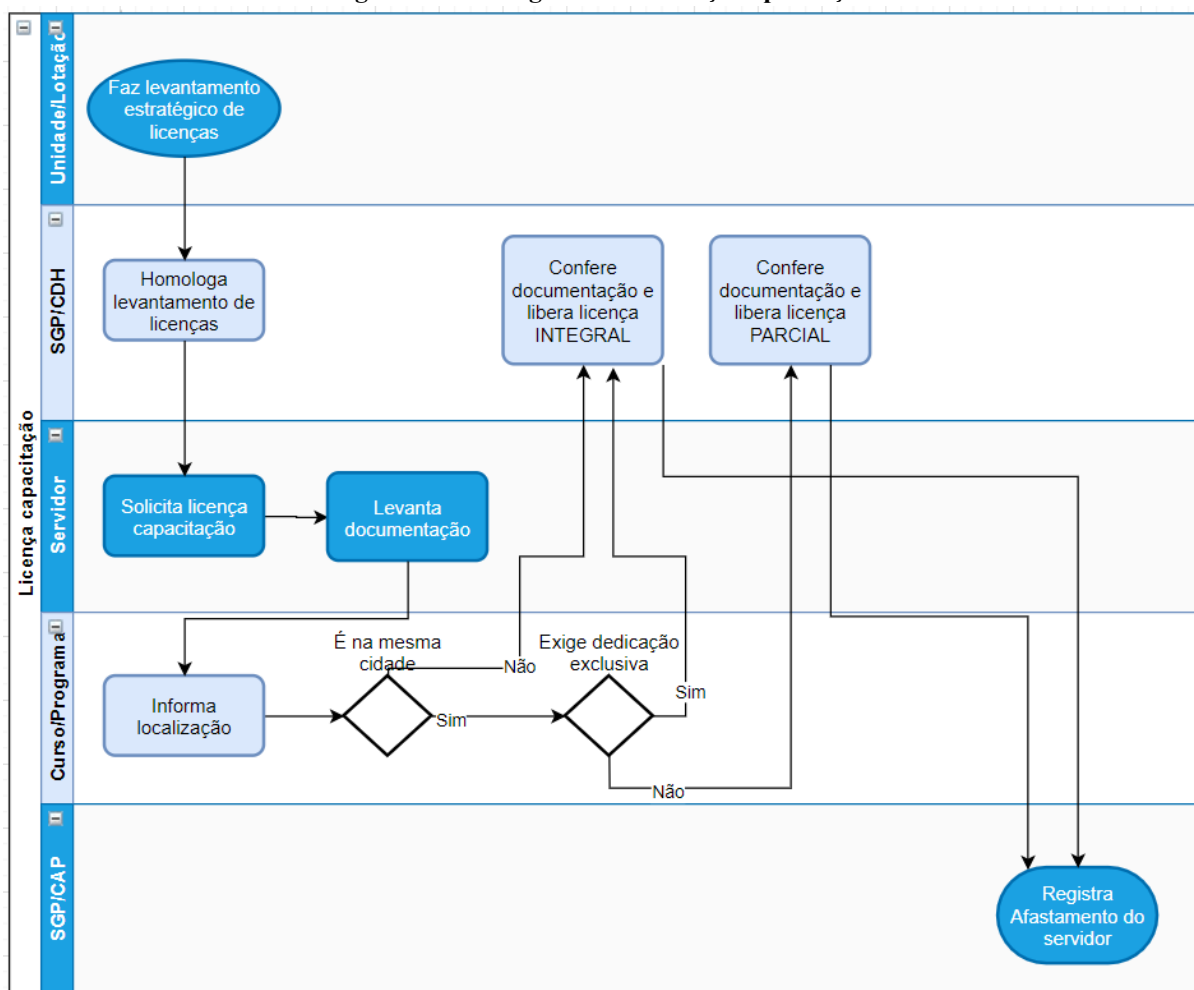 Licença capacitação
Unidade/Lotação
Faz levantamento
estratégico de
licenças
SGP/CDH
Homologa
levantamento de
licenças
Confere
documentação e
libera licença
INTEGRAL
Confere
documentação e
libera licença
PARCIAL
Servidor
Solicita licença
capacitação
Levanta
documentação
Curso/Programa
Informa
localização
É na mesma
cidade
Não
Sim
Exige dedicação
exclusiva
Sim
Não
SGP/CAP
Registra
Afastamento do
servidor